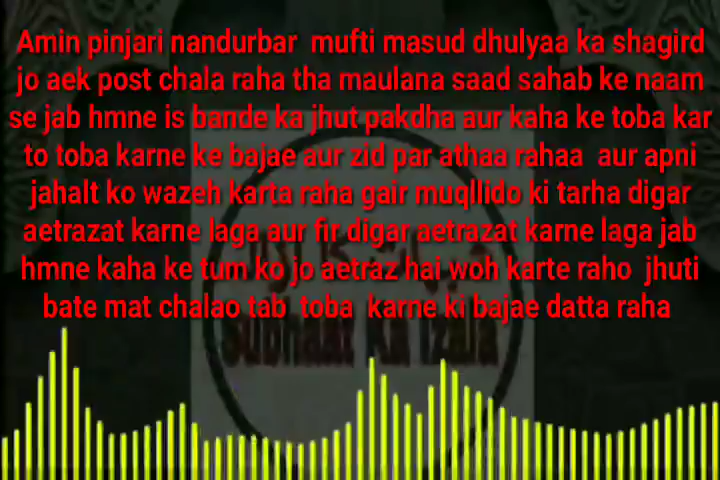 Amin pinjari nandurbar mufti masud dhulyaa ka shagird
jo aek post chala raha tha maulana saad sahab ke naam
se jab hmne is bande ka jhut pakdha aur kaha ke toba kar
to toba karne ke bajae aur zid par athaa rahaa aur apni
jahalt ko wazeh karta raha gair muqllido ki tarha digar
aetrazat karne laga aur fir digar aetrazat karne laga jab
hmne kaha ke tum ko jo aetraz hai woh karte raho jhuti
bate mat chalao tab toba karne ki bajae datta raha
Subhaat ka Izala